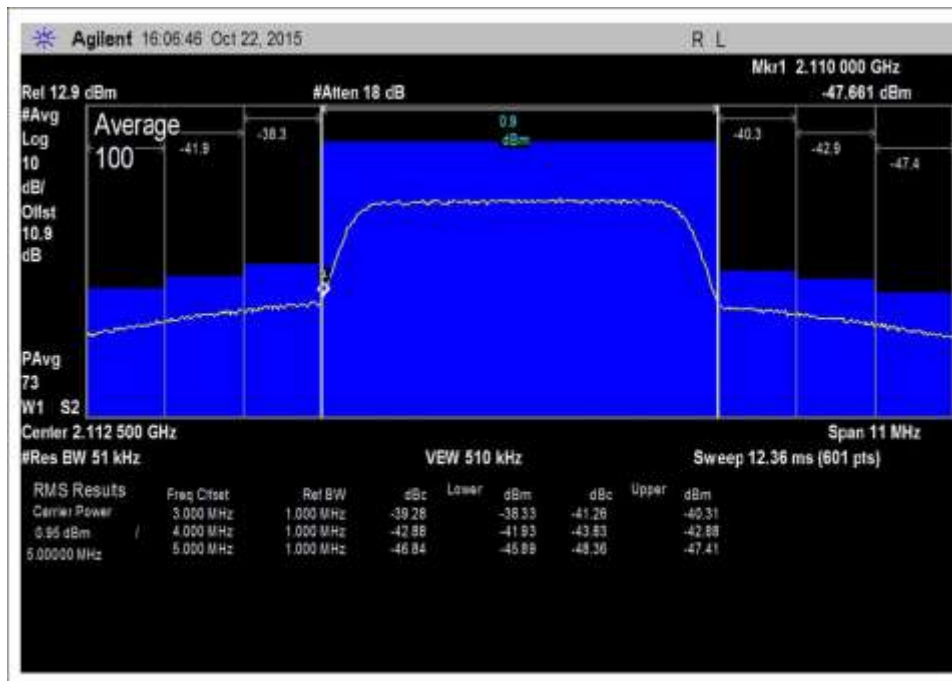 Agilent 16:06:46 Oct 22, 2015 R L
Mkr1 2.110 000 GHz
Rel 12.9 dBm #Atten 18 dB -47.661 dBm
#Avg
Log
10
dB/
Offst
10.9
dB
Average
100
-41.9
-38.3
0.9
dBm
-40.3
-42.9
-47.4
PAvg
73
W1 S2
Center 2.112 500 GHz Span 11 MHz
#Res BW 51 kHz VBW 510 kHz Sweep 12.36 ms (601 pts)
RMS Results Freq Offset Ref BW dBc Lower dBm dBc Upper dBm
Carrier Power 3.000 MHz 1.000 MHz -39.28 -38.33 -41.26 -40.31
0.95 dBm / 4.000 MHz 1.000 MHz -42.88 -41.93 -43.83 -42.88
5.00000 MHz 5.000 MHz 1.000 MHz -46.84 -45.89 -48.36 -47.41